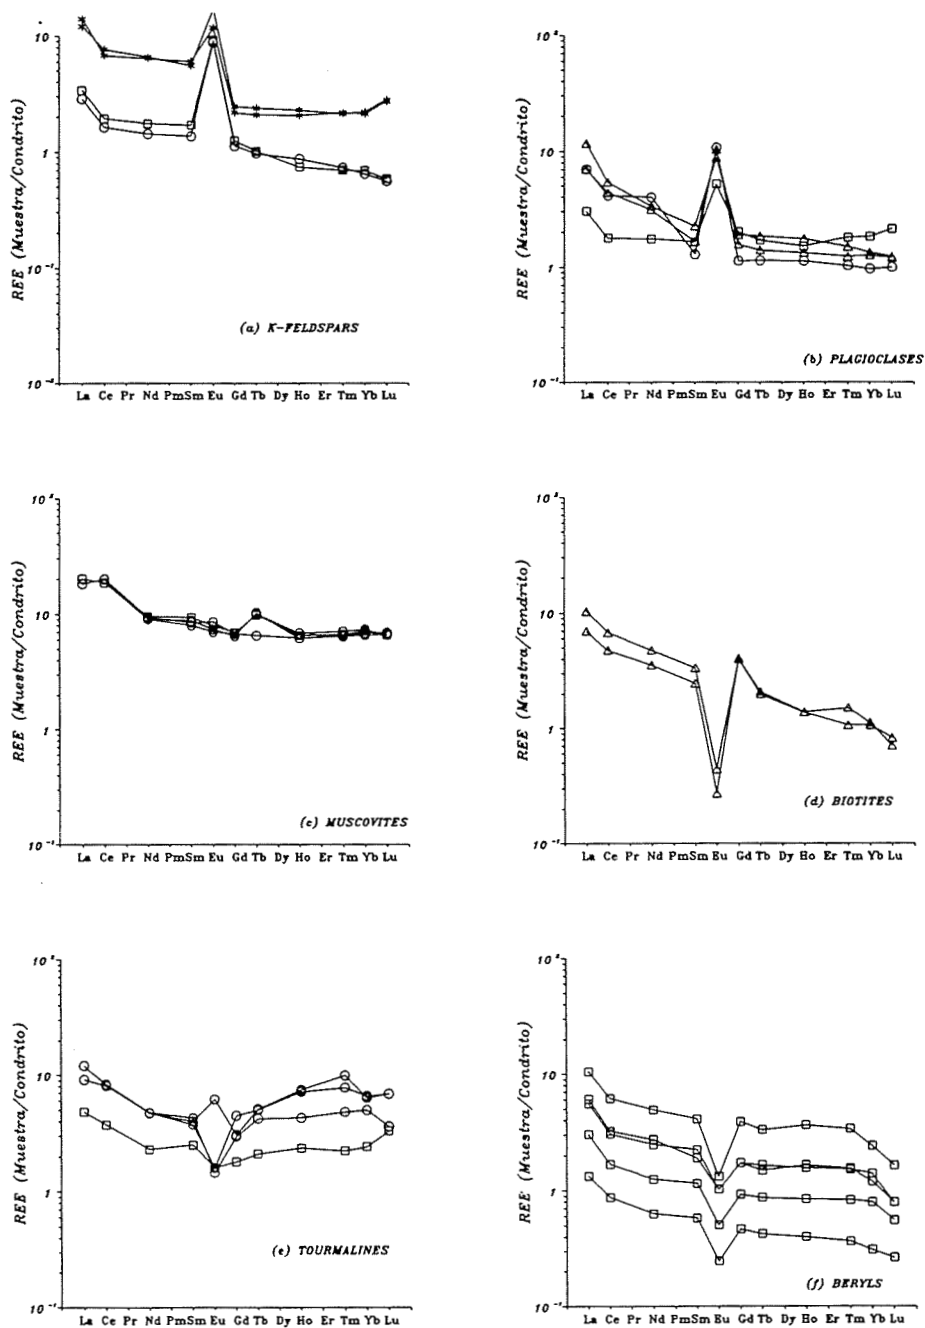 10
1
10⁻¹
10⁻²
REE (Muestra/Condrito)
(a) K-FELDSPARS
La Ce Pr Nd PmSm Eu Gd Tb Dy Ho Er Tm Yb Lu
10²
10
1
10⁻¹
REE (Muestra/Condrito)
(b) PLAGIOCLASES
La Ce Pr Nd PmSm Eu Gd Tb Dy Ho Er Tm Yb Lu
10²
10
1
10⁻¹
REE (Muestra/Condrito)
(c) MUSCOVITES
La Ce Pr Nd PmSm Eu Gd Tb Dy Ho Er Tm Yb Lu
10²
10
1
10⁻¹
REE (Muestra/Condrito)
(d) BIOTITES
La Ce Pr Nd PmSm Eu Gd Tb Dy Ho Er Tm Yb Lu
10²
10
1
10⁻¹
REE (Muestra/Condrito)
(e) TOURMALINES
La Ce Pr Nd PmSm Eu Gd Tb Dy Ho Er Tm Yb Lu
10²
10
1
10⁻¹
REE (Muestra/Condrito)
(f) BERYLS
La Ce Pr Nd PmSm Eu Gd Tb Dy Ho Er Tm Yb Lu